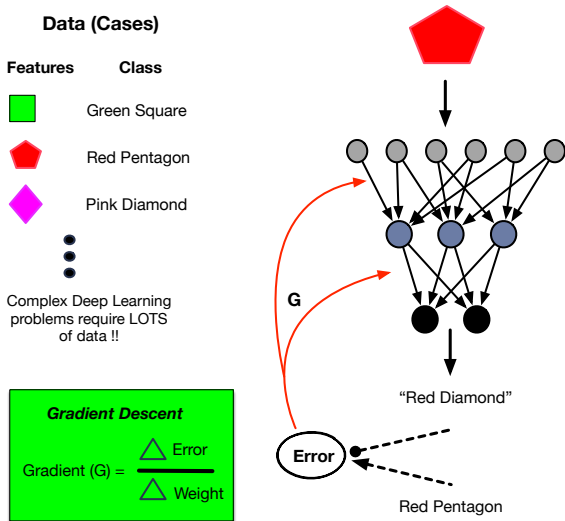 Data (Cases)
Features Class
Green Square
Red Pentagon
Pink Diamond
Complex Deep Learning
problems require LOTS
of data !!
Gradient Descent
Gradient (G) = △ Error
△ Weight
G
"Red Diamond"
Error
Red Pentagon